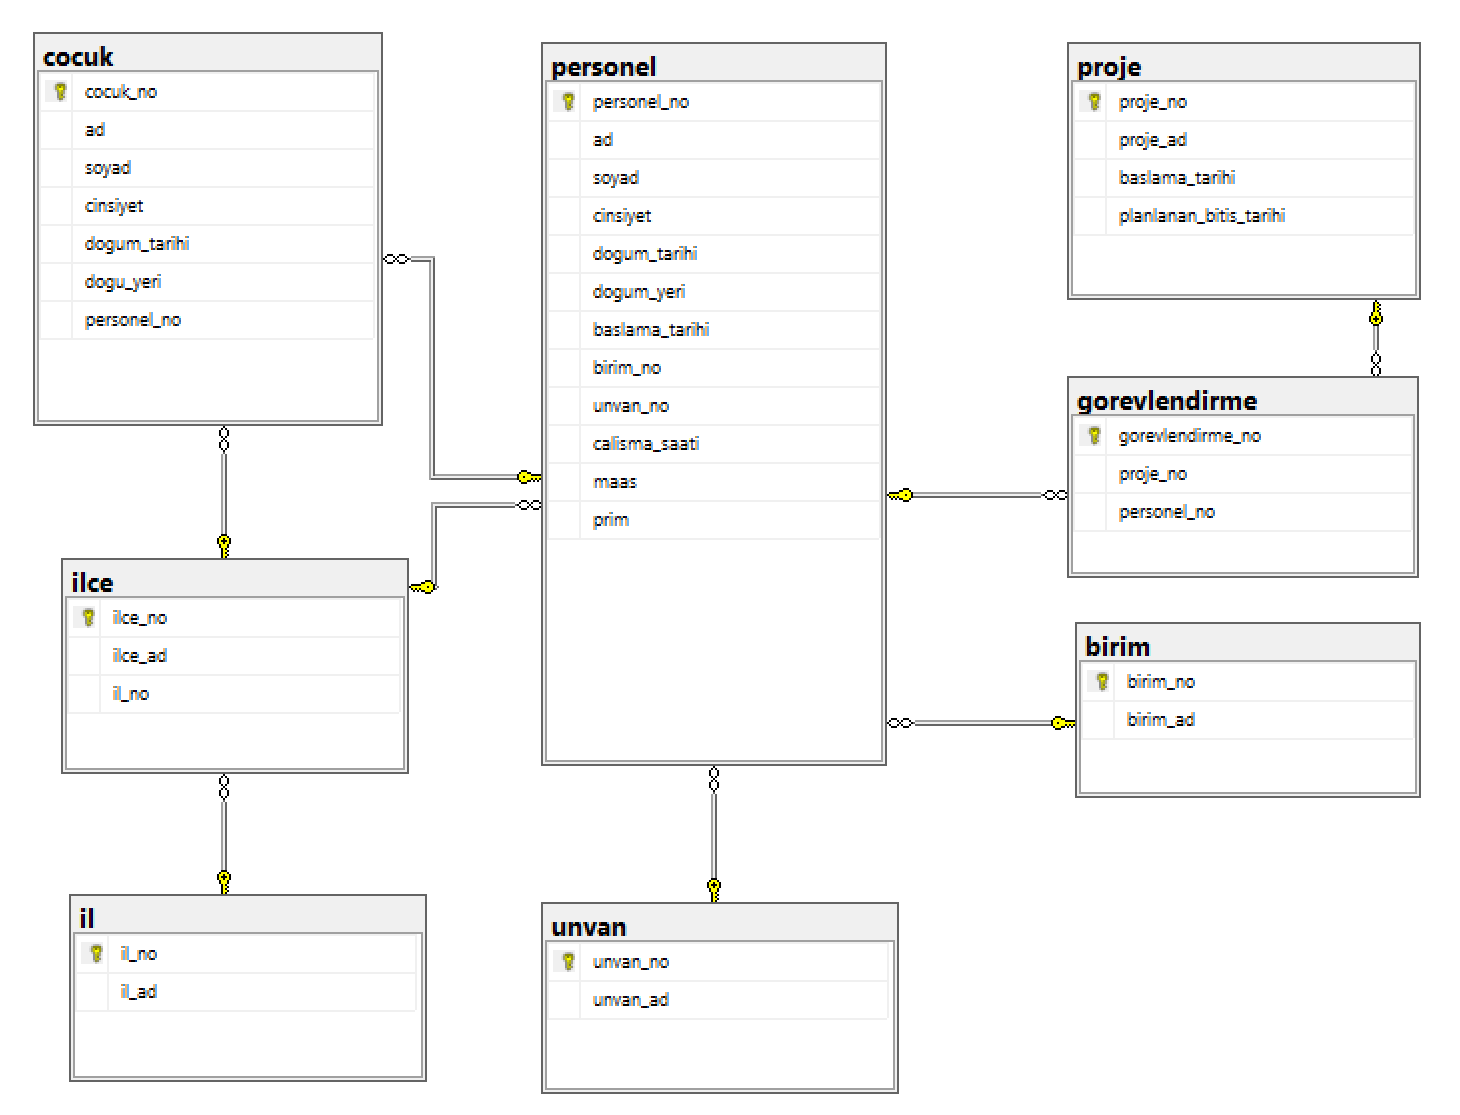 cocuk
cocuk_no
ad
soyad
cinsiyet
dogum_tarihi
dogu_yeri
personel_no
personel
personel_no
ad
soyad
cinsiyet
dogum_tarihi
dogum_yeri
baslama_tarihi
birim_no
unvan_no
calisma_saati
maas
prim
proje
proje_no
proje_ad
baslama_tarihi
planlanan_bitis_tarihi
gorevlendirme
gorevlendirme_no
proje_no
personel_no
ilce
ilce_no
ilce_ad
il_no
birim
birim_no
birim_ad
il
il_no
il_ad
unvan
unvan_no
unvan_ad